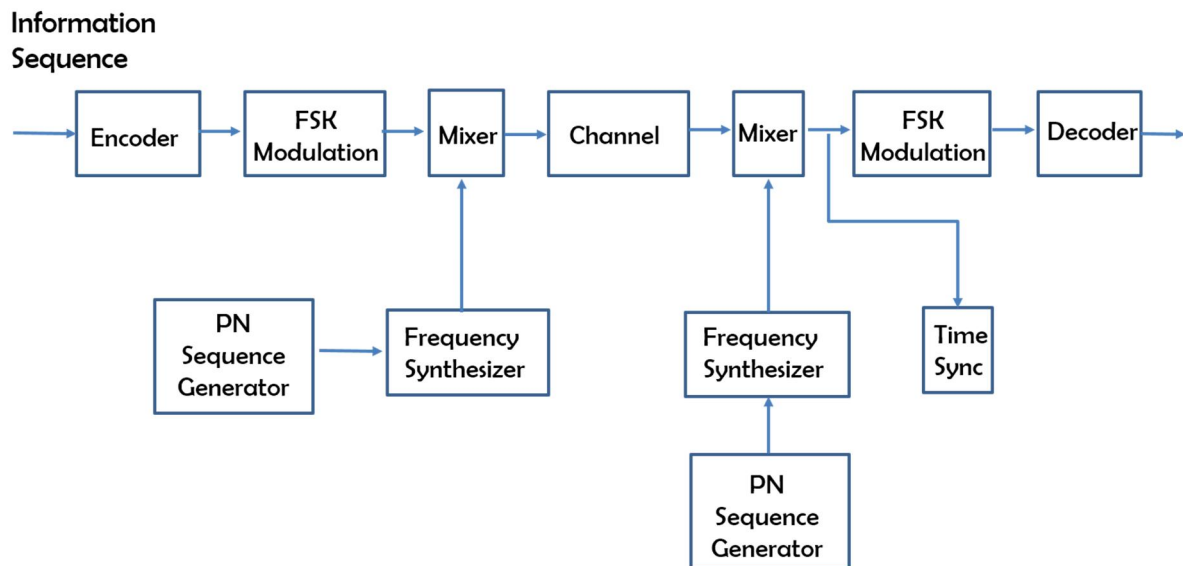 Information
Sequence
Encoder
FSK
Modulation
Mixer
Channel
Mixer
FSK
Modulation
Decoder
PN
Sequence
Generator
Frequency
Synthesizer
Frequency
Synthesizer
Time
Sync
PN
Sequence
Generator